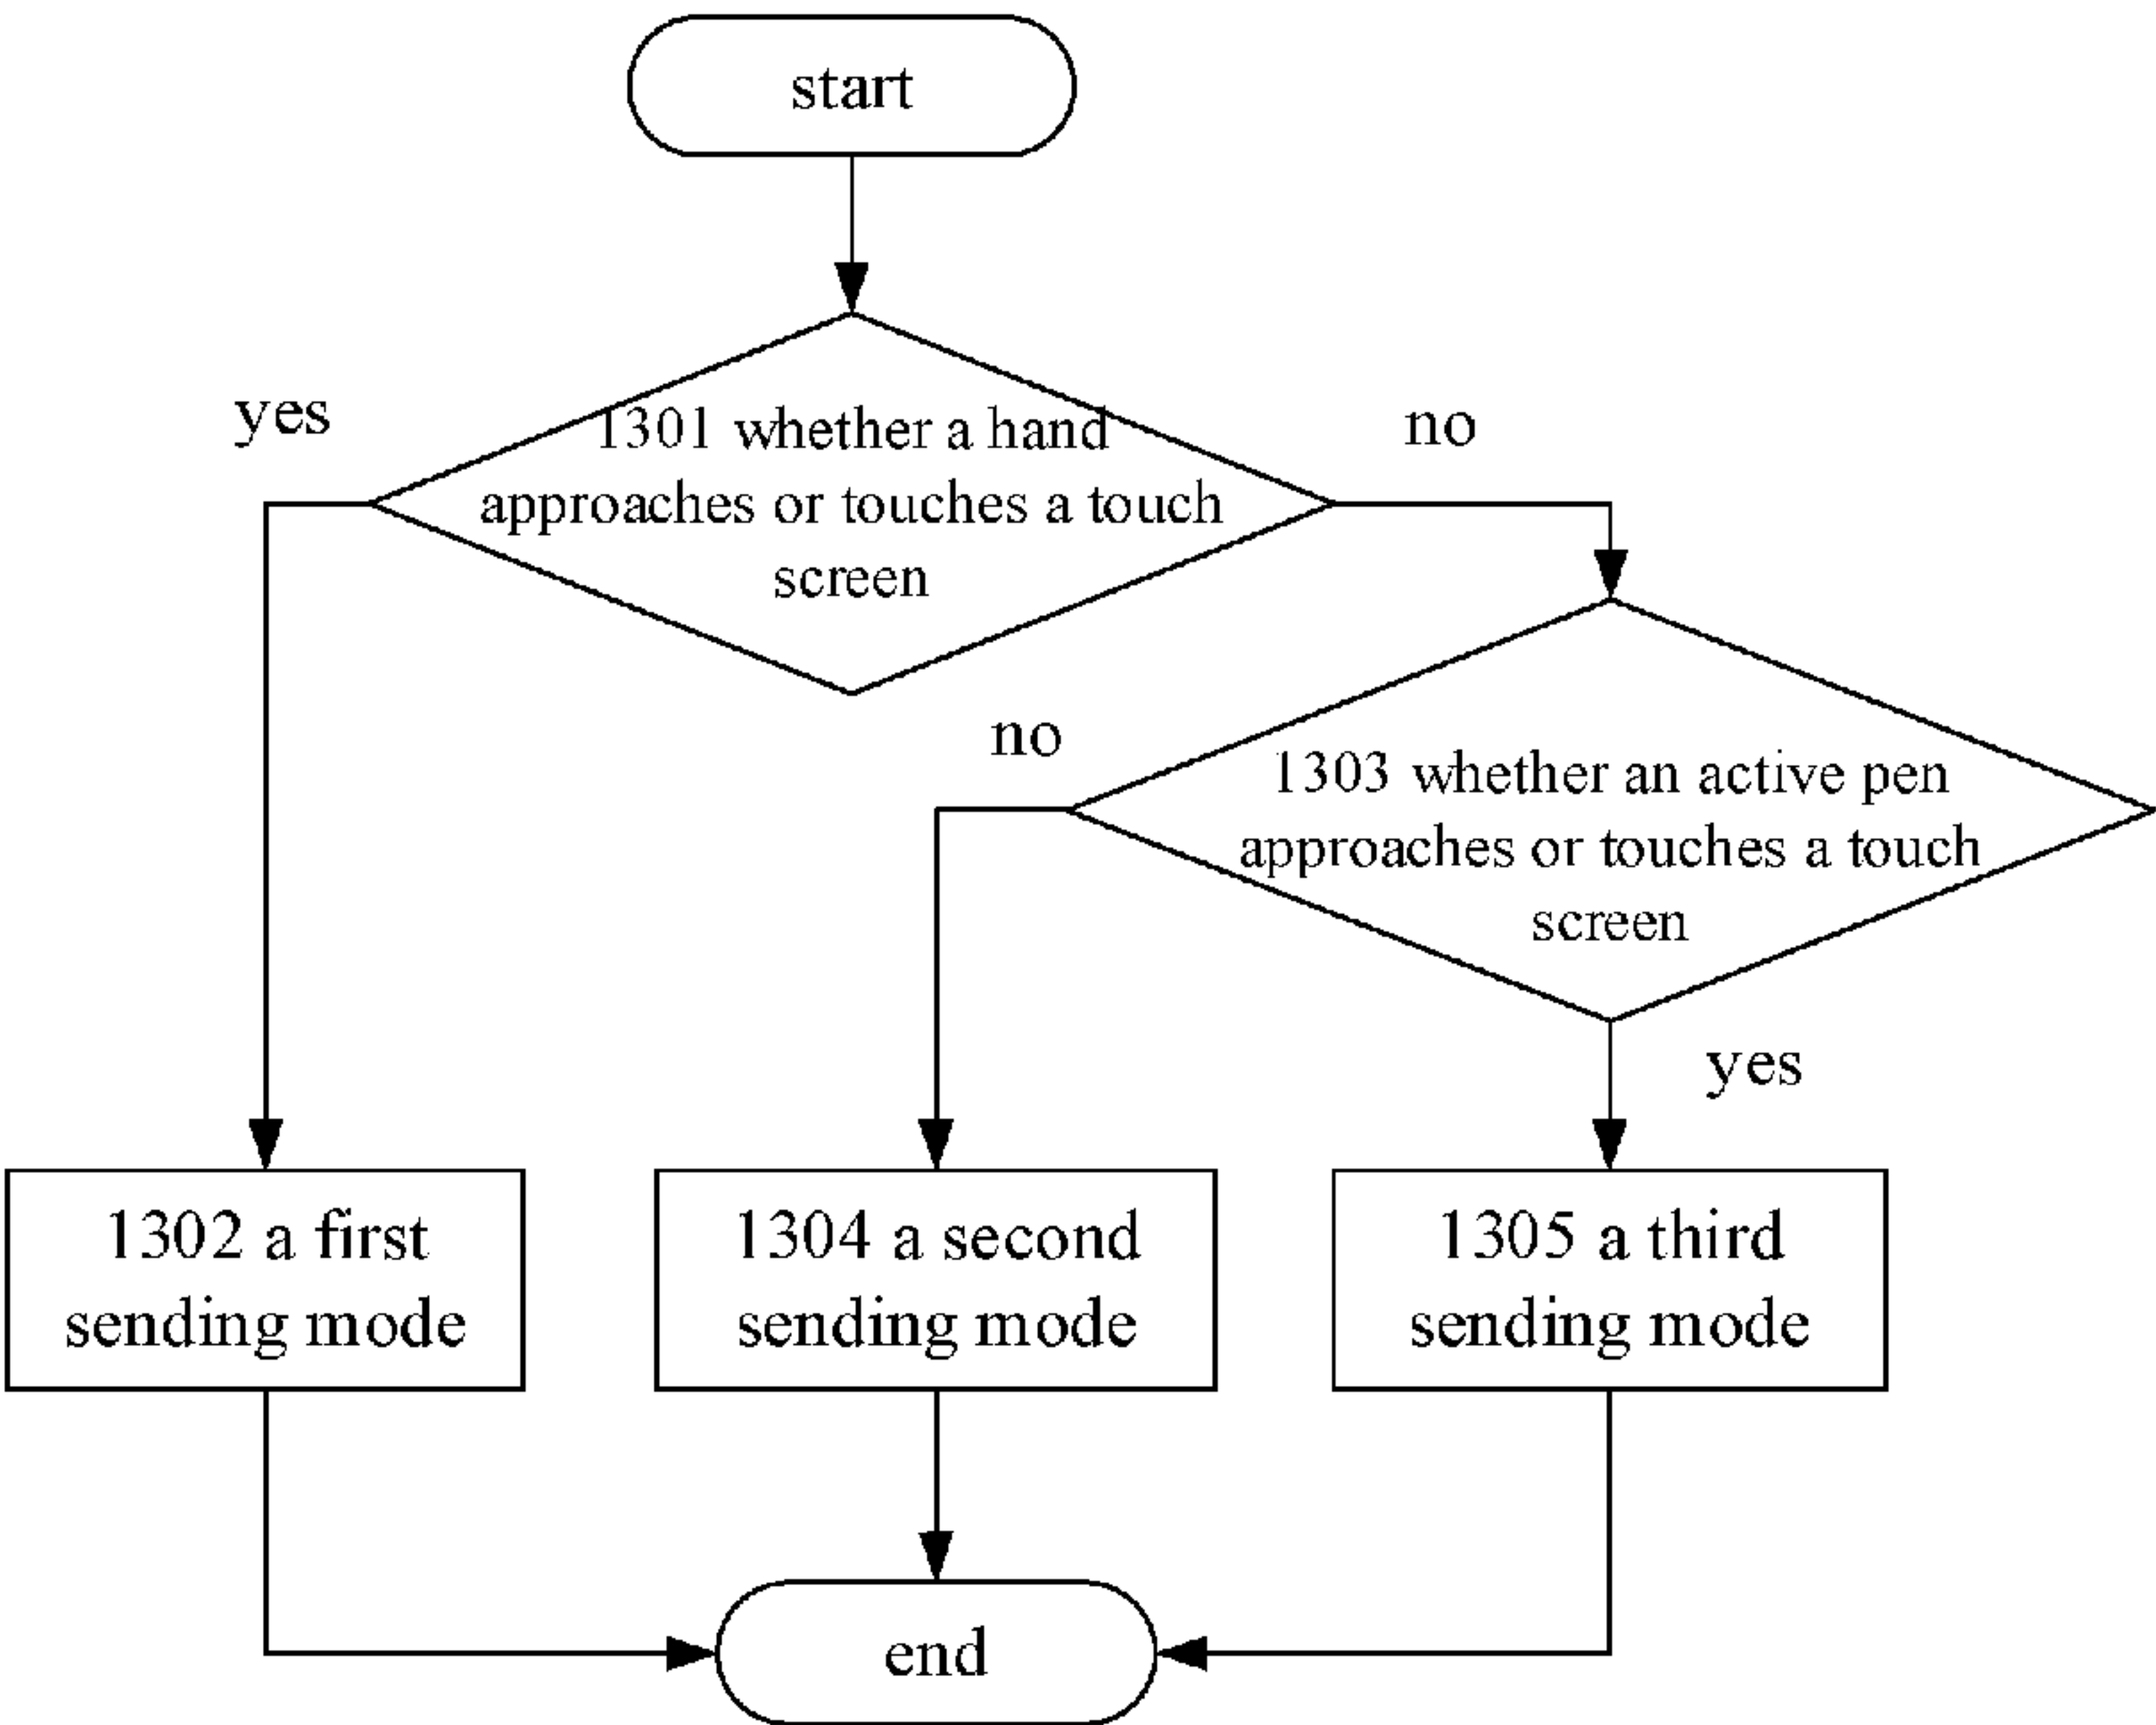 start
yes
1301 whether a hand
approaches or touches a touch
screen
no
no
1303 whether an active pen
approaches or touches a touch
screen
yes
1302 a first
sending mode
1304 a second
sending mode
1305 a third
sending mode
end